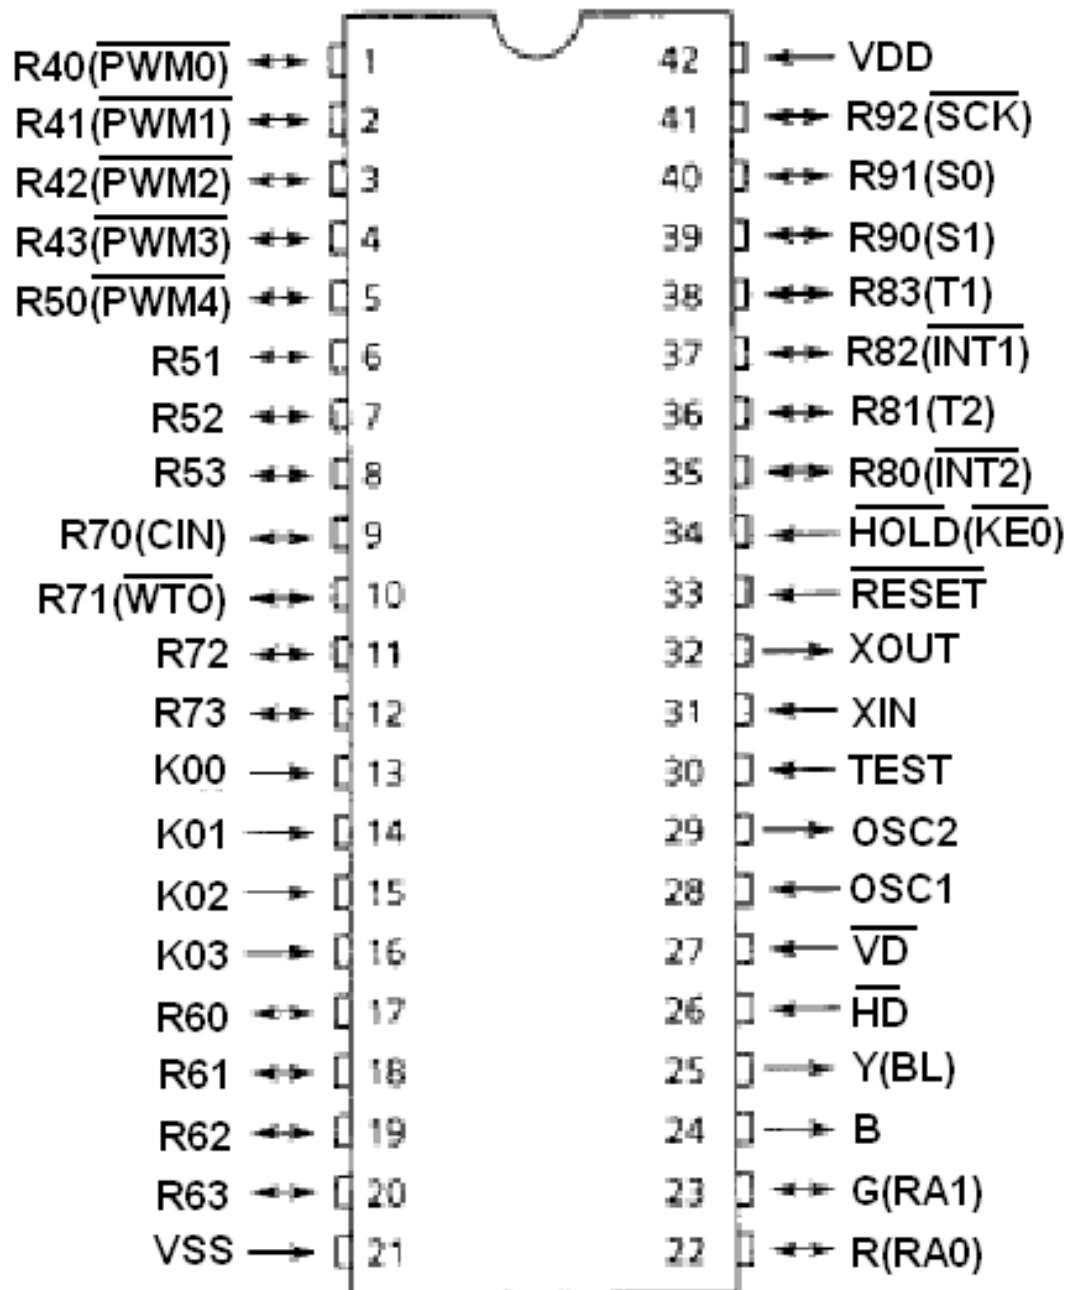 R40(PWM0) 1 42 VDD
R41(PWM1) 2 41 R92(SCK)
R42(PWM2) 3 40 R91(S0)
R43(PWM3) 4 39 R90(S1)
R50(PWM4) 5 38 R83(T1)
R51 6 37 R82(INT1)
R52 7 36 R81(T2)
R53 8 35 R80(INT2)
R70(CIN) 9 34 HOLD(KE0)
R71(WTO) 10 33 RESET
R72 11 32 XOUT
R73 12 31 XIN
K00 13 30 TEST
K01 14 29 OSC2
K02 15 28 OSC1
K03 16 27 VD
R60 17 26 HD
R61 18 25 Y(BL)
R62 19 24 B
R63 20 23 G(RA1)
VSS 21 22 R(RA0)